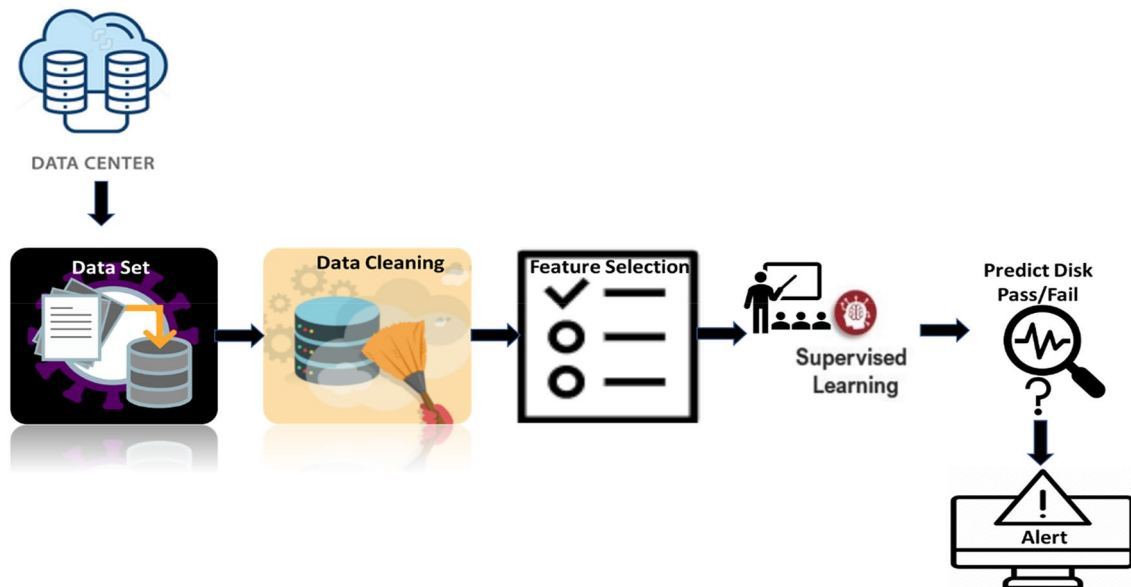 DATA CENTER
Data Set
Data Cleaning
Feature Selection
Supervised
Learning
Predict Disk
Pass/Fail
?
!
Alert